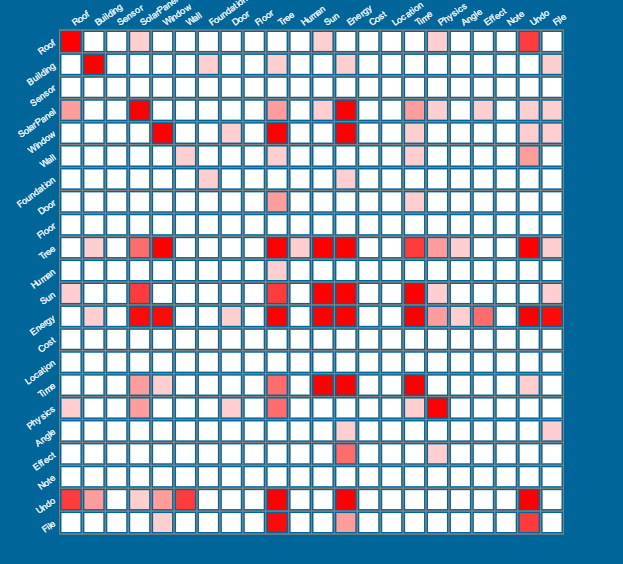 Roof
Building
Sensor
SolarPanel
Window
Wall
Foundation
Door
Floor
Tree
Human
Sun
Energy
Cost
Location
Time
Physics
Angle
Effect
Note
Undo
File
Roof
Building
Sensor
SolarPanel
Window
Wall
Foundation
Door
Floor
Tree
Human
Sun
Energy
Cost
Location
Time
Physics
Angle
Effect
Note
Undo
File